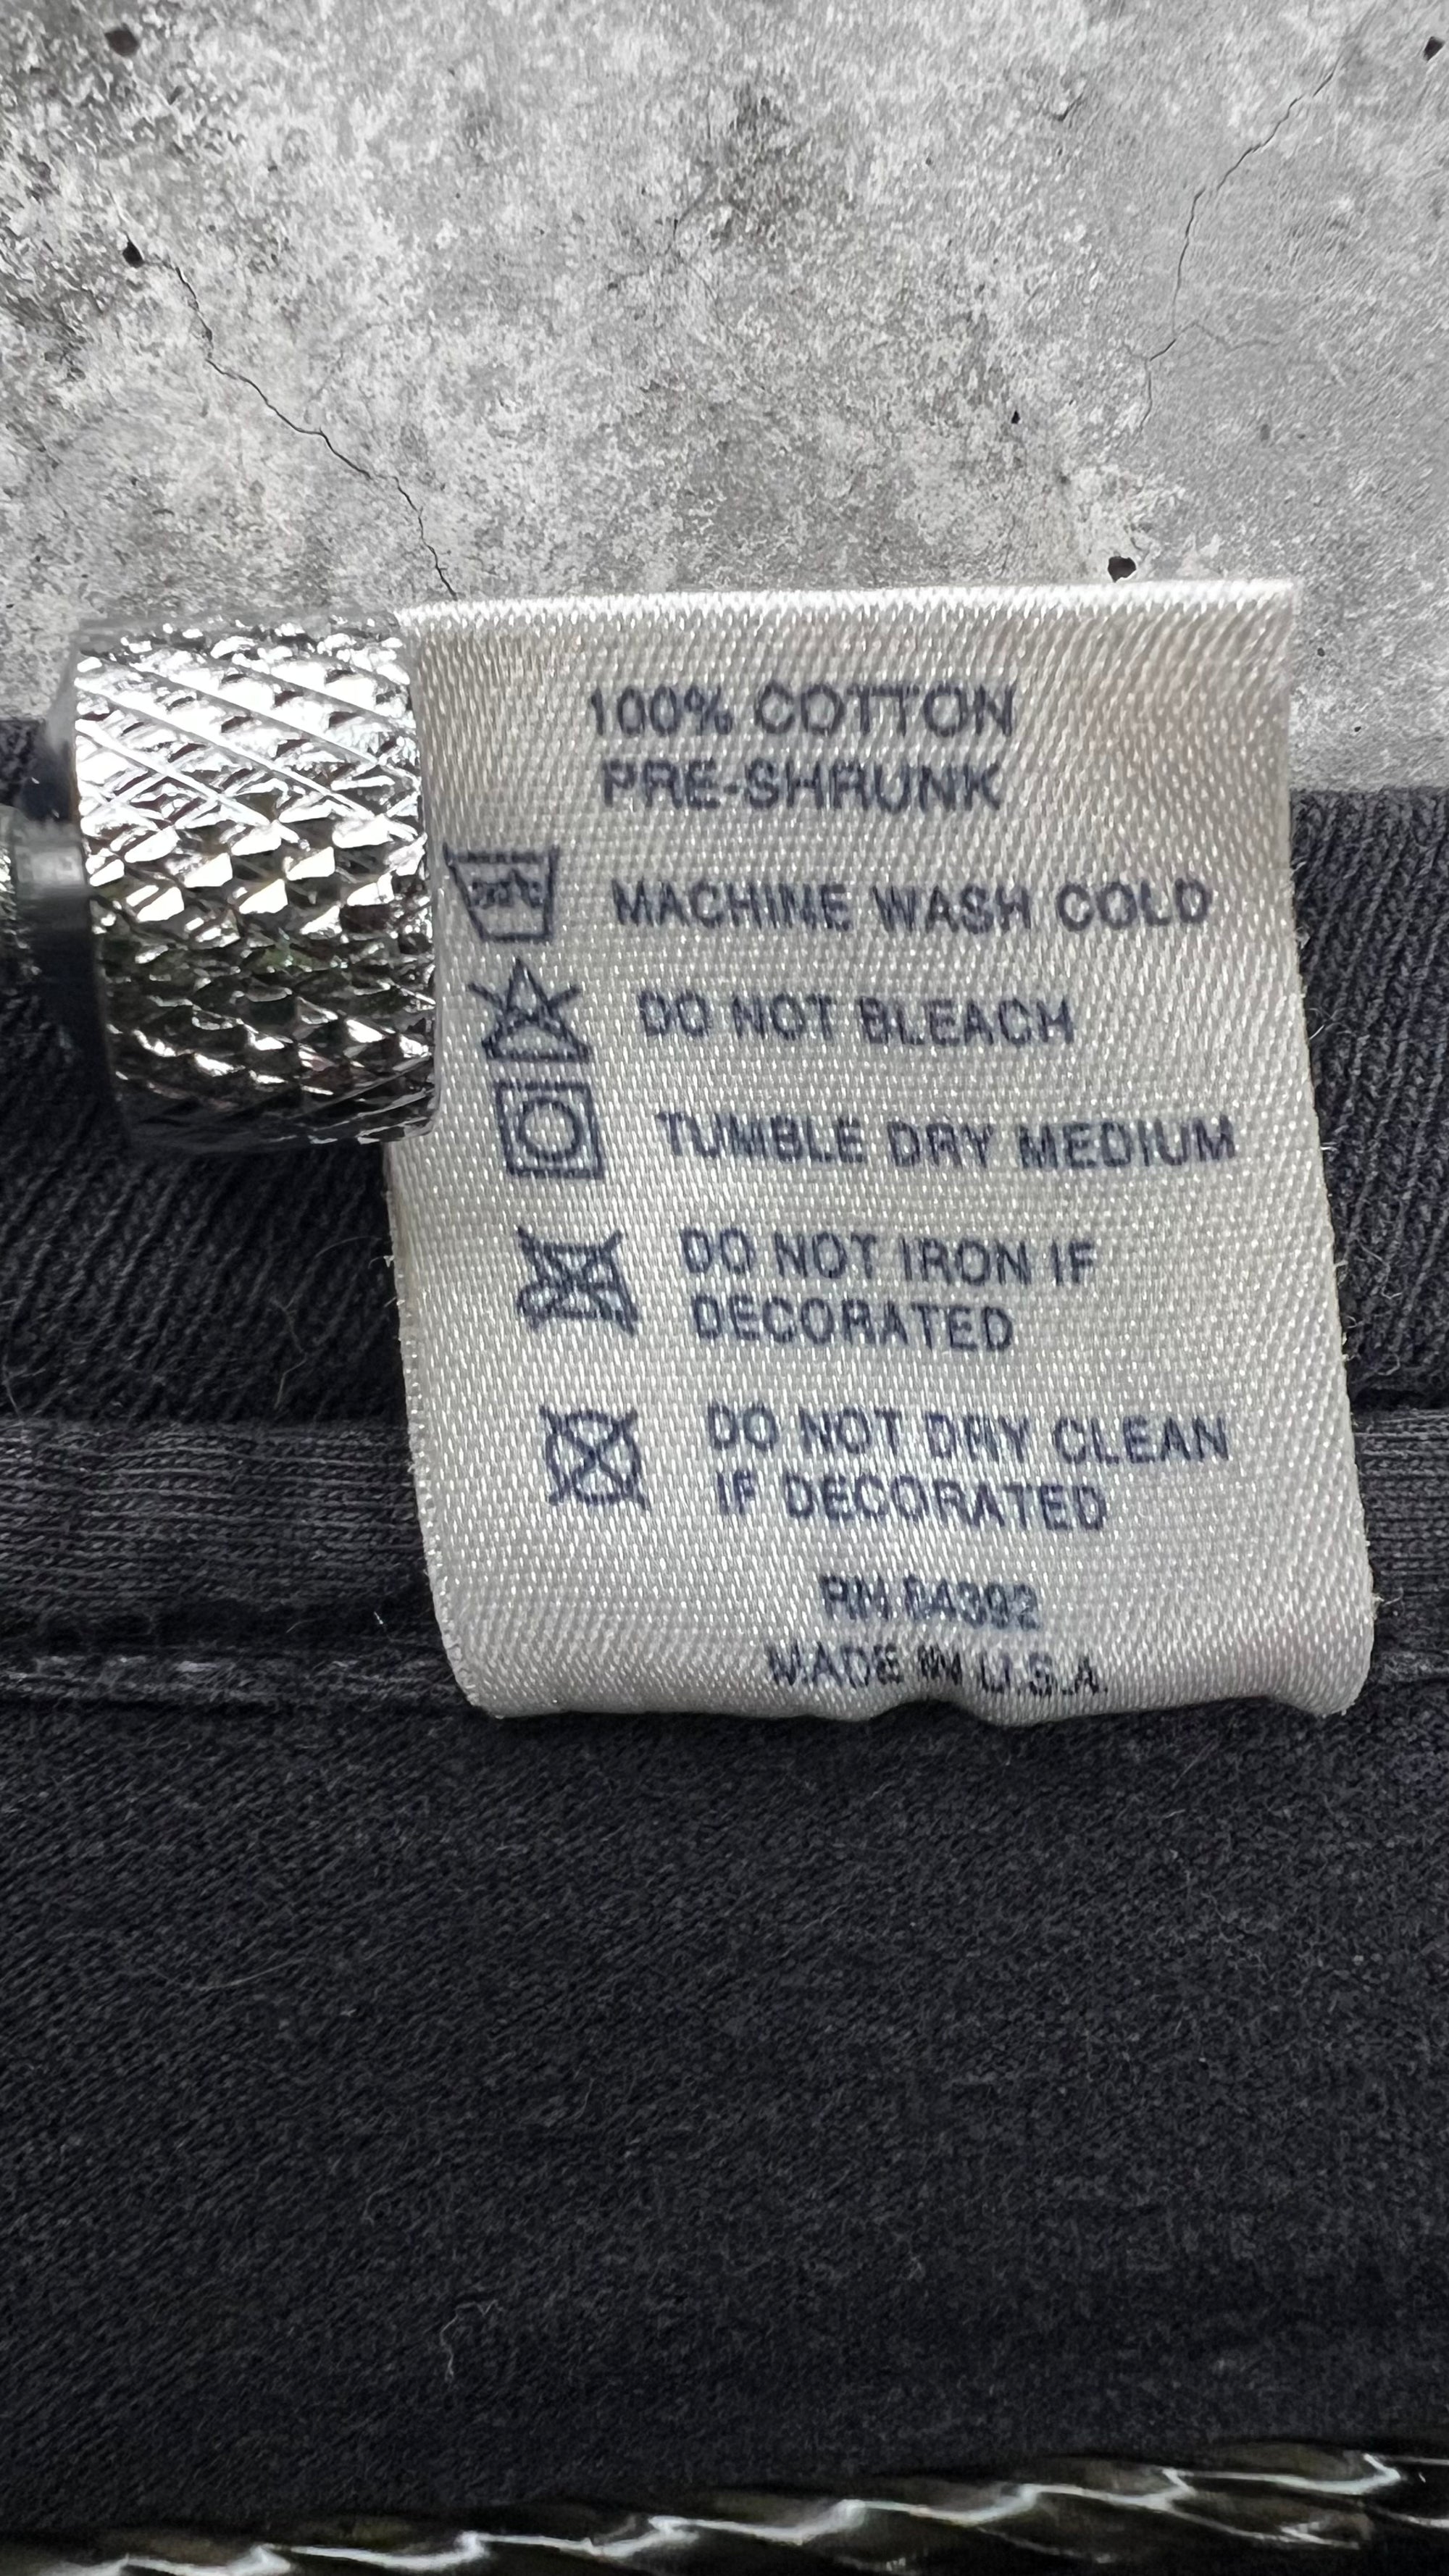 100% COTTON
PRE-SHRUNK
MACHINE WASH COLD
DO NOT BLEACH
TUMBLE DRY MEDIUM
DO NOT IRON IF
DECORATED
DO NOT DRY CLEAN
IF DECORATED
RN 84392
MADE IN U.S.A.